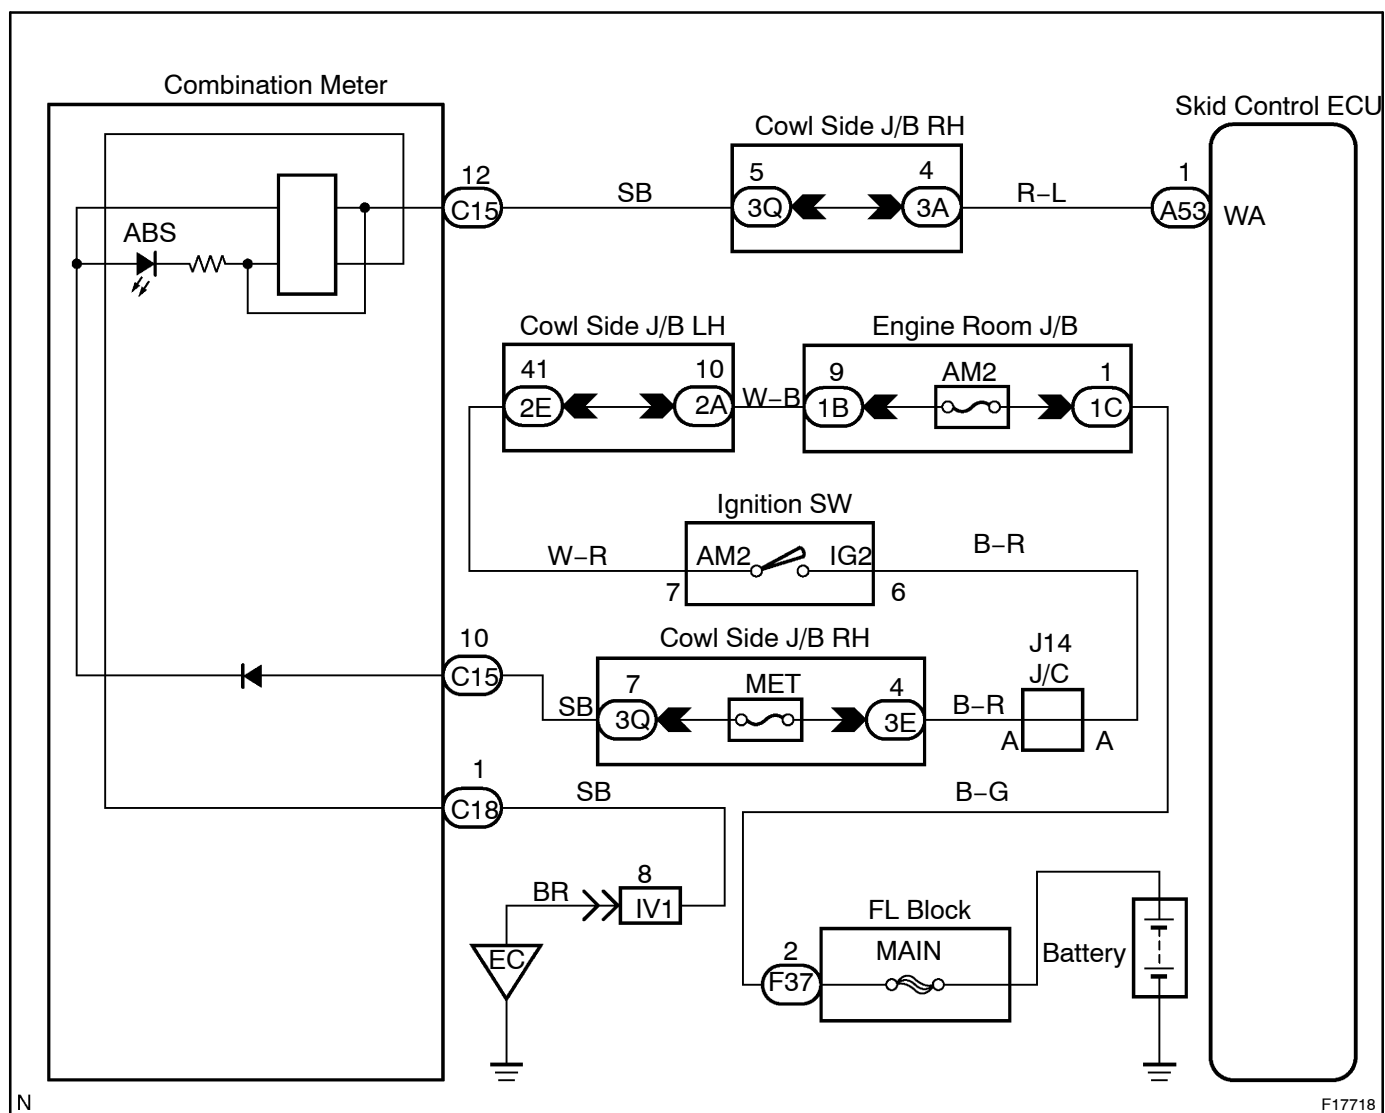 Combination Meter
Skid Control ECU
Cowl Side J/B RH
12
C15
SB
5
3Q
4
3A
R–L
1
A53
WA
ABS
Cowl Side J/B LH
Engine Room J/B
41
2E
10
2A
W–B
9
1B
AM2
1
1C
Ignition SW
W–R
AM2
IG2
7
6
B–R
10
C15
SB
Cowl Side J/B RH
7
3Q
MET
4
3E
B–R
J14
J/C
A
A
1
C18
SB
B–G
BR
8
IV1
EC
FL Block
2
F37
MAIN
Battery
N
F17718